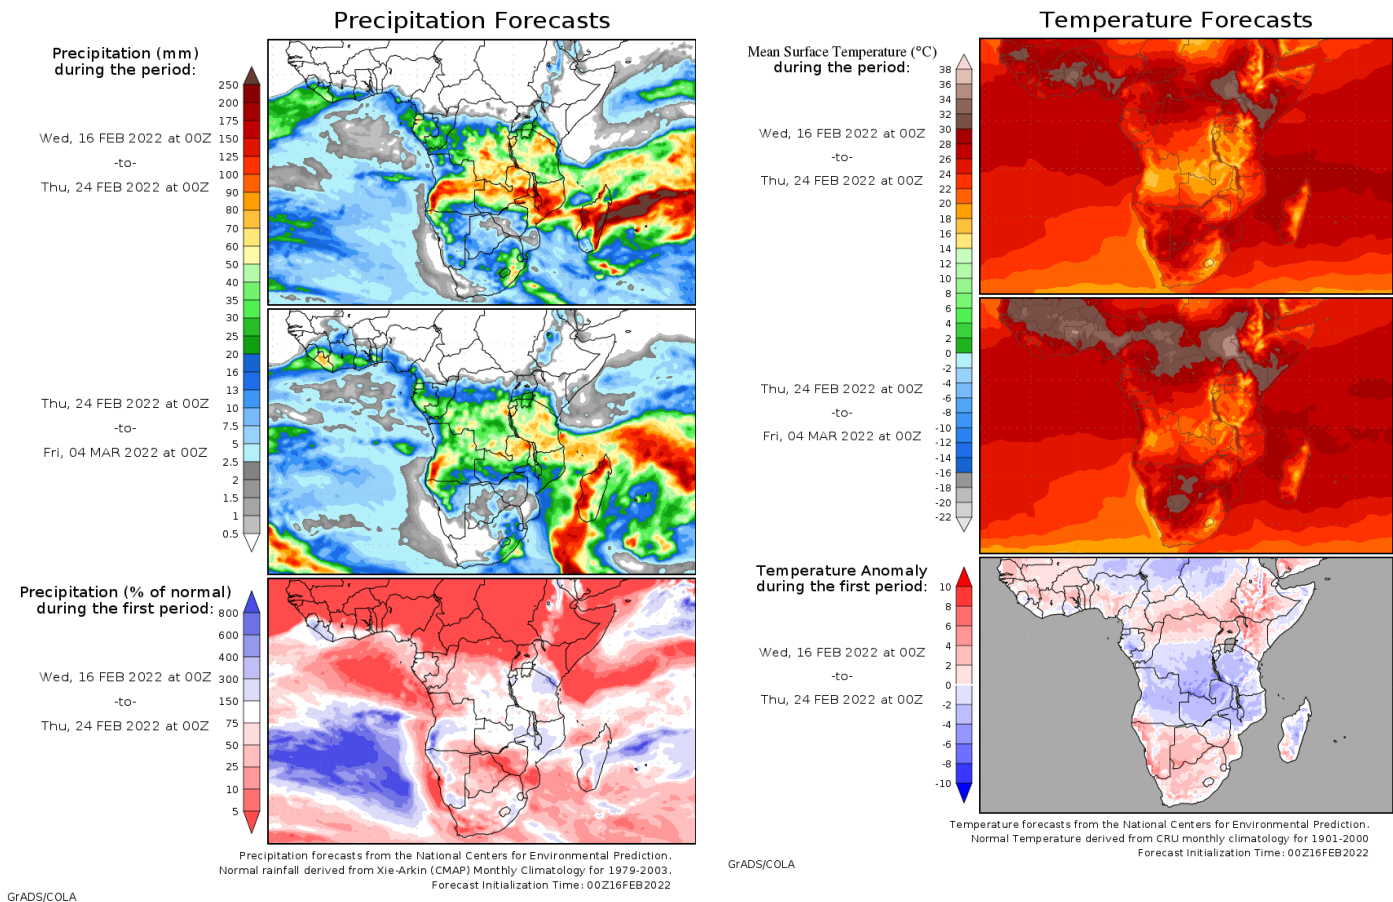 Precipitation Forecasts
Precipitation (mm)
during the period:
250
200
175
150
125
100
90
80
70
60
50
40
35
30
25
20
16
13
10
7.5
5
2.5
2
1.5
1
0.5
Wed, 16 FEB 2022 at 00Z
-to-
Thu, 24 FEB 2022 at 00Z
Thu, 24 FEB 2022 at 00Z
-to-
Fri, 04 MAR 2022 at 00Z
Precipitation (% of normal)
during the first period:
800
600
400
300
150
75
50
25
10
5
Wed, 16 FEB 2022 at 00Z
-to-
Thu, 24 FEB 2022 at 00Z
Precipitation forecasts from the National Centers for Environmental Prediction.
Normal rainfall derived from Xie-Arkin (CMAP) Monthly Climatology for 1979-2003.
Forecast Initialization Time: 00Z16FEB2022
GrADS/COLA
Temperature Forecasts
Mean Surface Temperature (°C)
during the period:
38
36
34
32
30
28
26
24
22
20
18
16
14
12
10
8
6
4
2
0
-2
-4
-6
-8
-10
-12
-14
-16
-18
-20
-22
Wed, 16 FEB 2022 at 00Z
-to-
Thu, 24 FEB 2022 at 00Z
Thu, 24 FEB 2022 at 00Z
-to-
Fri, 04 MAR 2022 at 00Z
Temperature Anomaly
during the first period:
10
8
6
4
2
0
-2
-4
-6
-8
-10
Wed, 16 FEB 2022 at 00Z
-to-
Thu, 24 FEB 2022 at 00Z
Temperature forecasts from the National Centers for Environmental Prediction.
Normal Temperature derived from CRU monthly climatology for 1901-2000
Forecast Initialization Time: 00Z16FEB2022
GrADS/COLA